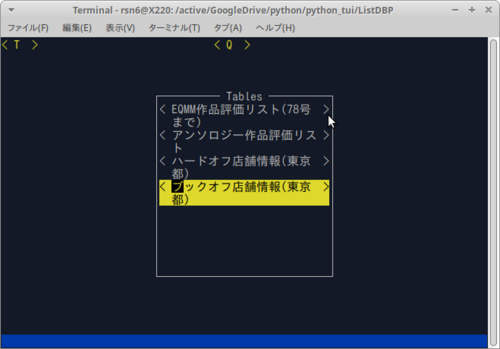 Terminal - rsn6@X220: /active/GoogleDrive/python/python_tui/ListDBP
ファイル(F) 編集(E) 表示(V) ターミナル(T) タブ(A) ヘルプ(H)
< T > < Q >
Tables
< EQMM作品評価リスト(78号 >
まで)
< アンソロジー作品評価リス >
ト
< ハードオフ店舗情報(東京 >
都)
< ブックオフ店舗情報(東京 >
都)